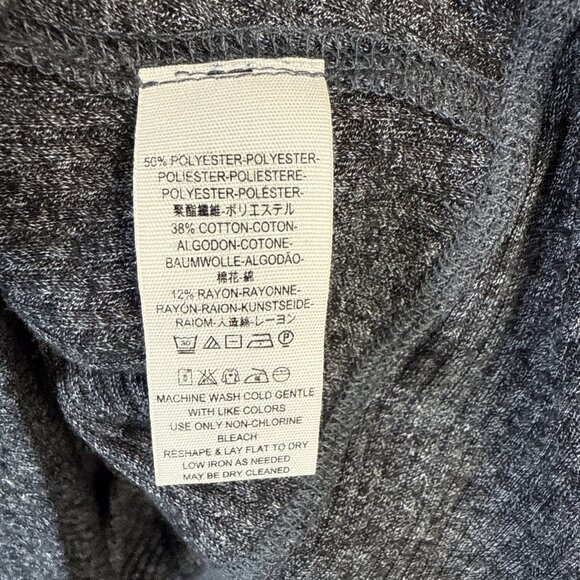 50% POLYESTER-POLYESTER-
POLIESTER-POLIESTERE-
POLYESTER-POLÉSTER-
聚酯纖維-ポリエステル
38% COTTON-COTON-
ALGODON-COTONE-
BAUMWOLLE-ALGODÃO-
棉花-綿
12% RAYON-RAYONNE-
RAYÓN-RAION-KUNSTSEIDE-
RAIOM-人造絲-レーヨン
30 P
MACHINE WASH COLD GENTLE
WITH LIKE COLORS
USE ONLY NON-CHLORINE
BLEACH
RESHAPE & LAY FLAT TO DRY
LOW IRON AS NEEDED
MAY BE DRY CLEANED